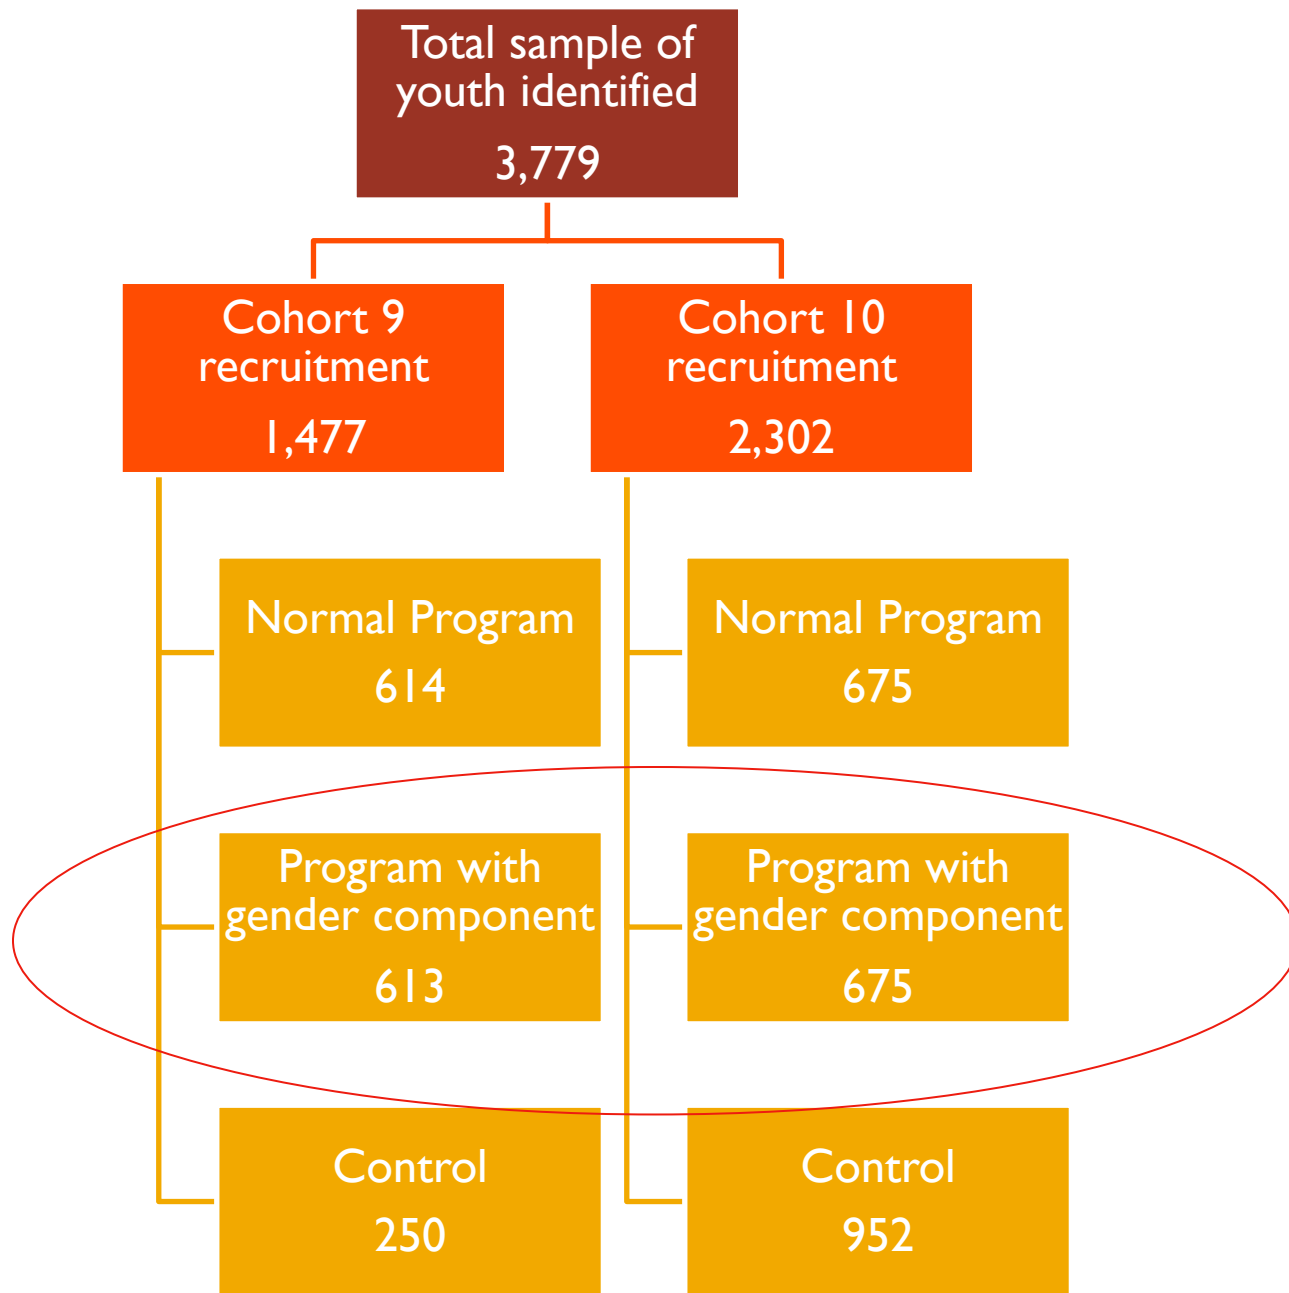 Total sample of
youth identified
3,779
Cohort 9
recruitment
1,477
Cohort 10
recruitment
2,302
Normal Program
614
Normal Program
675
Program with
gender component
613
Program with
gender component
675
Control
250
Control
952